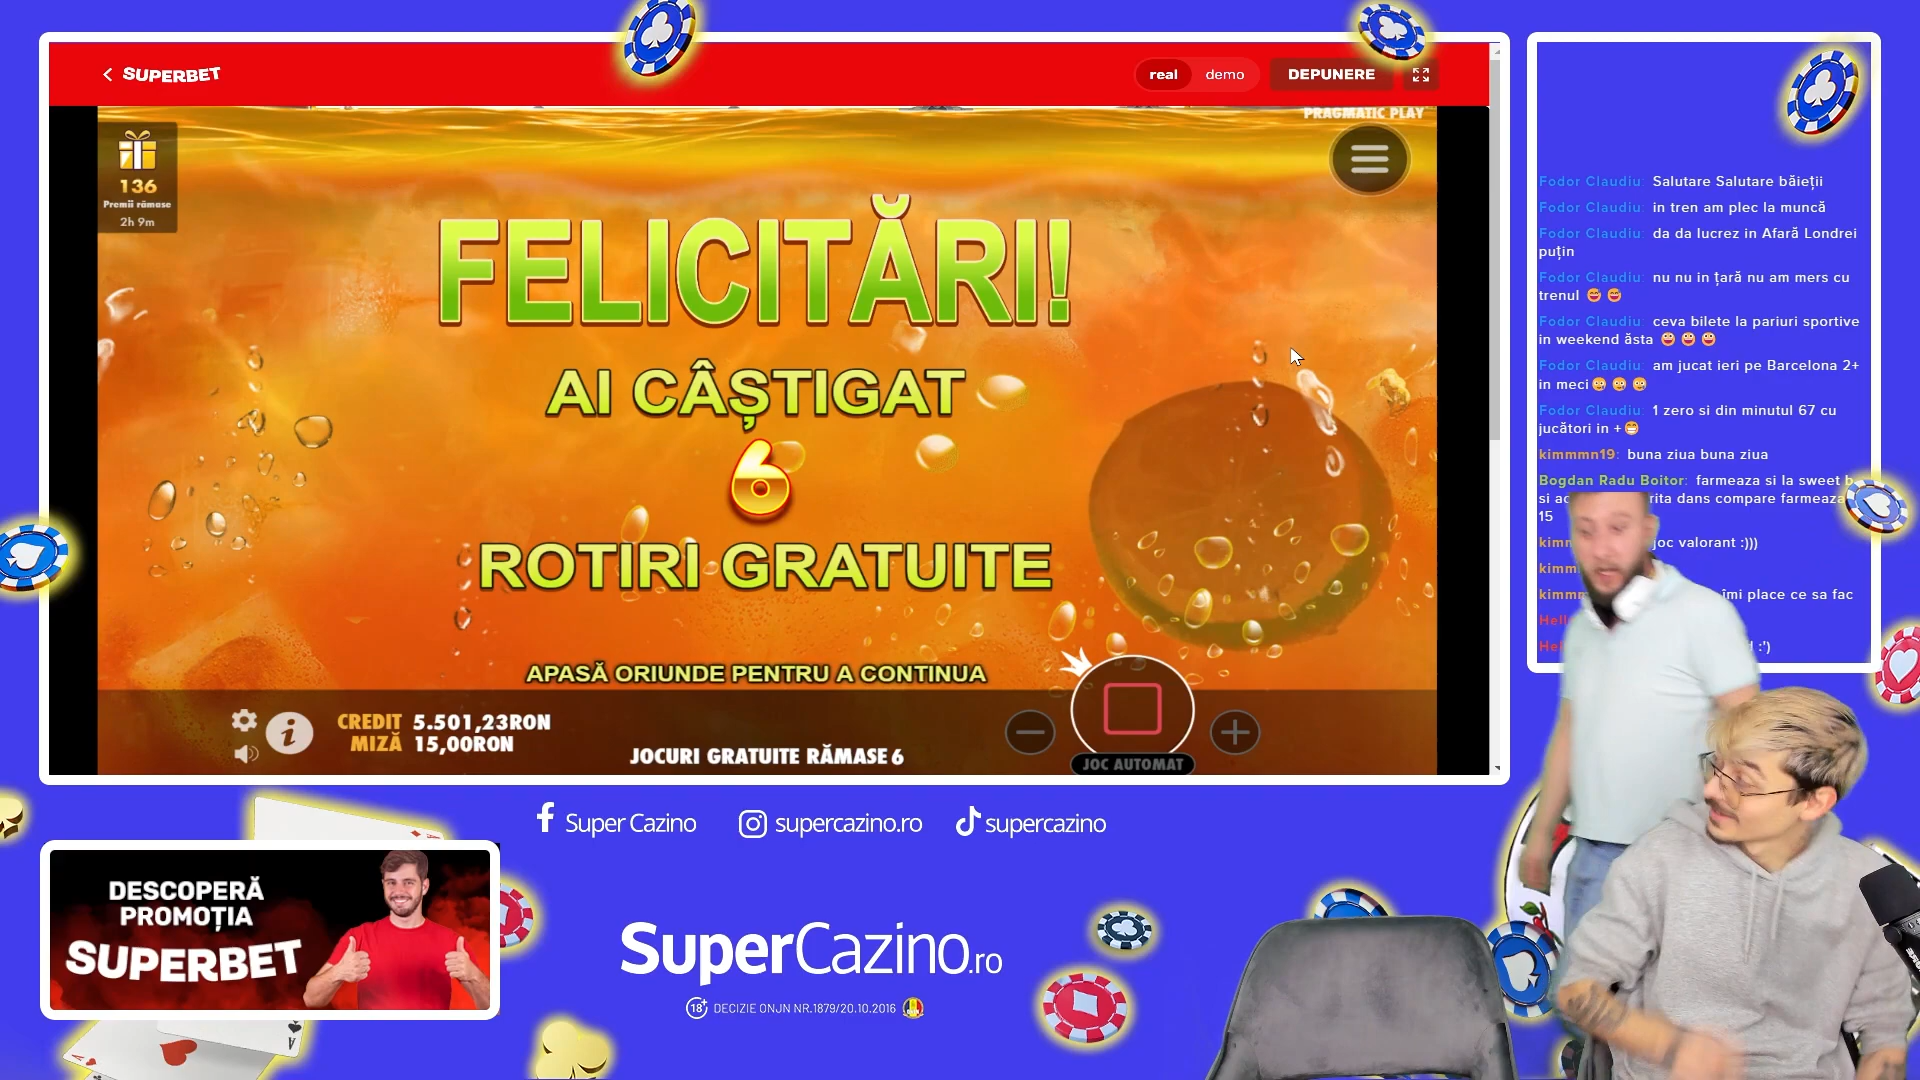 SUPERBET
real
demo
DEPUNERE
PRAGMATIC PLAY
136
Premii rămase
2h 9m
FELICITĂRI!
AI CÂȘTIGAT
6
ROTIRI GRATUITE
APASĂ ORIUNDE PENTRU A CONTINUA
CREDIT 5.501,23RON
MIZĂ 15,00RON
JOCURI GRATUITE RĂMASE 6
JOC AUTOMAT
Fodor Claudiu: Salutare Salutare băieții
Fodor Claudiu: in tren am plec la muncă
Fodor Claudiu: da da lucrez in Afară Londrei
puțin
Fodor Claudiu: nu nu in țară nu am mers cu
trenul 😅 😅
Fodor Claudiu: ceva bilete la pariuri sportive
in weekend ăsta 😀 😀 😀
Fodor Claudiu: am jucat ieri pe Barcelona 2+
in meci 😳 😳 😳
Fodor Claudiu: 1 zero si din minutul 67 cu
jucători in + 😁
kimmmn19: buna ziua buna ziua
Bogdan Radu Boitor: farmeaza si la sweet b
si dans compare farmeaza
15
joc valorant :)))
îmi place ce sa fac
:')
Super Cazino
supercazino.ro
supercazino
DESCOPERĂ
PROMOȚIA
SUPERBET
SuperCazino.ro
18+ DECIZIE ONJN NR.1879/20.10.2016
A
A